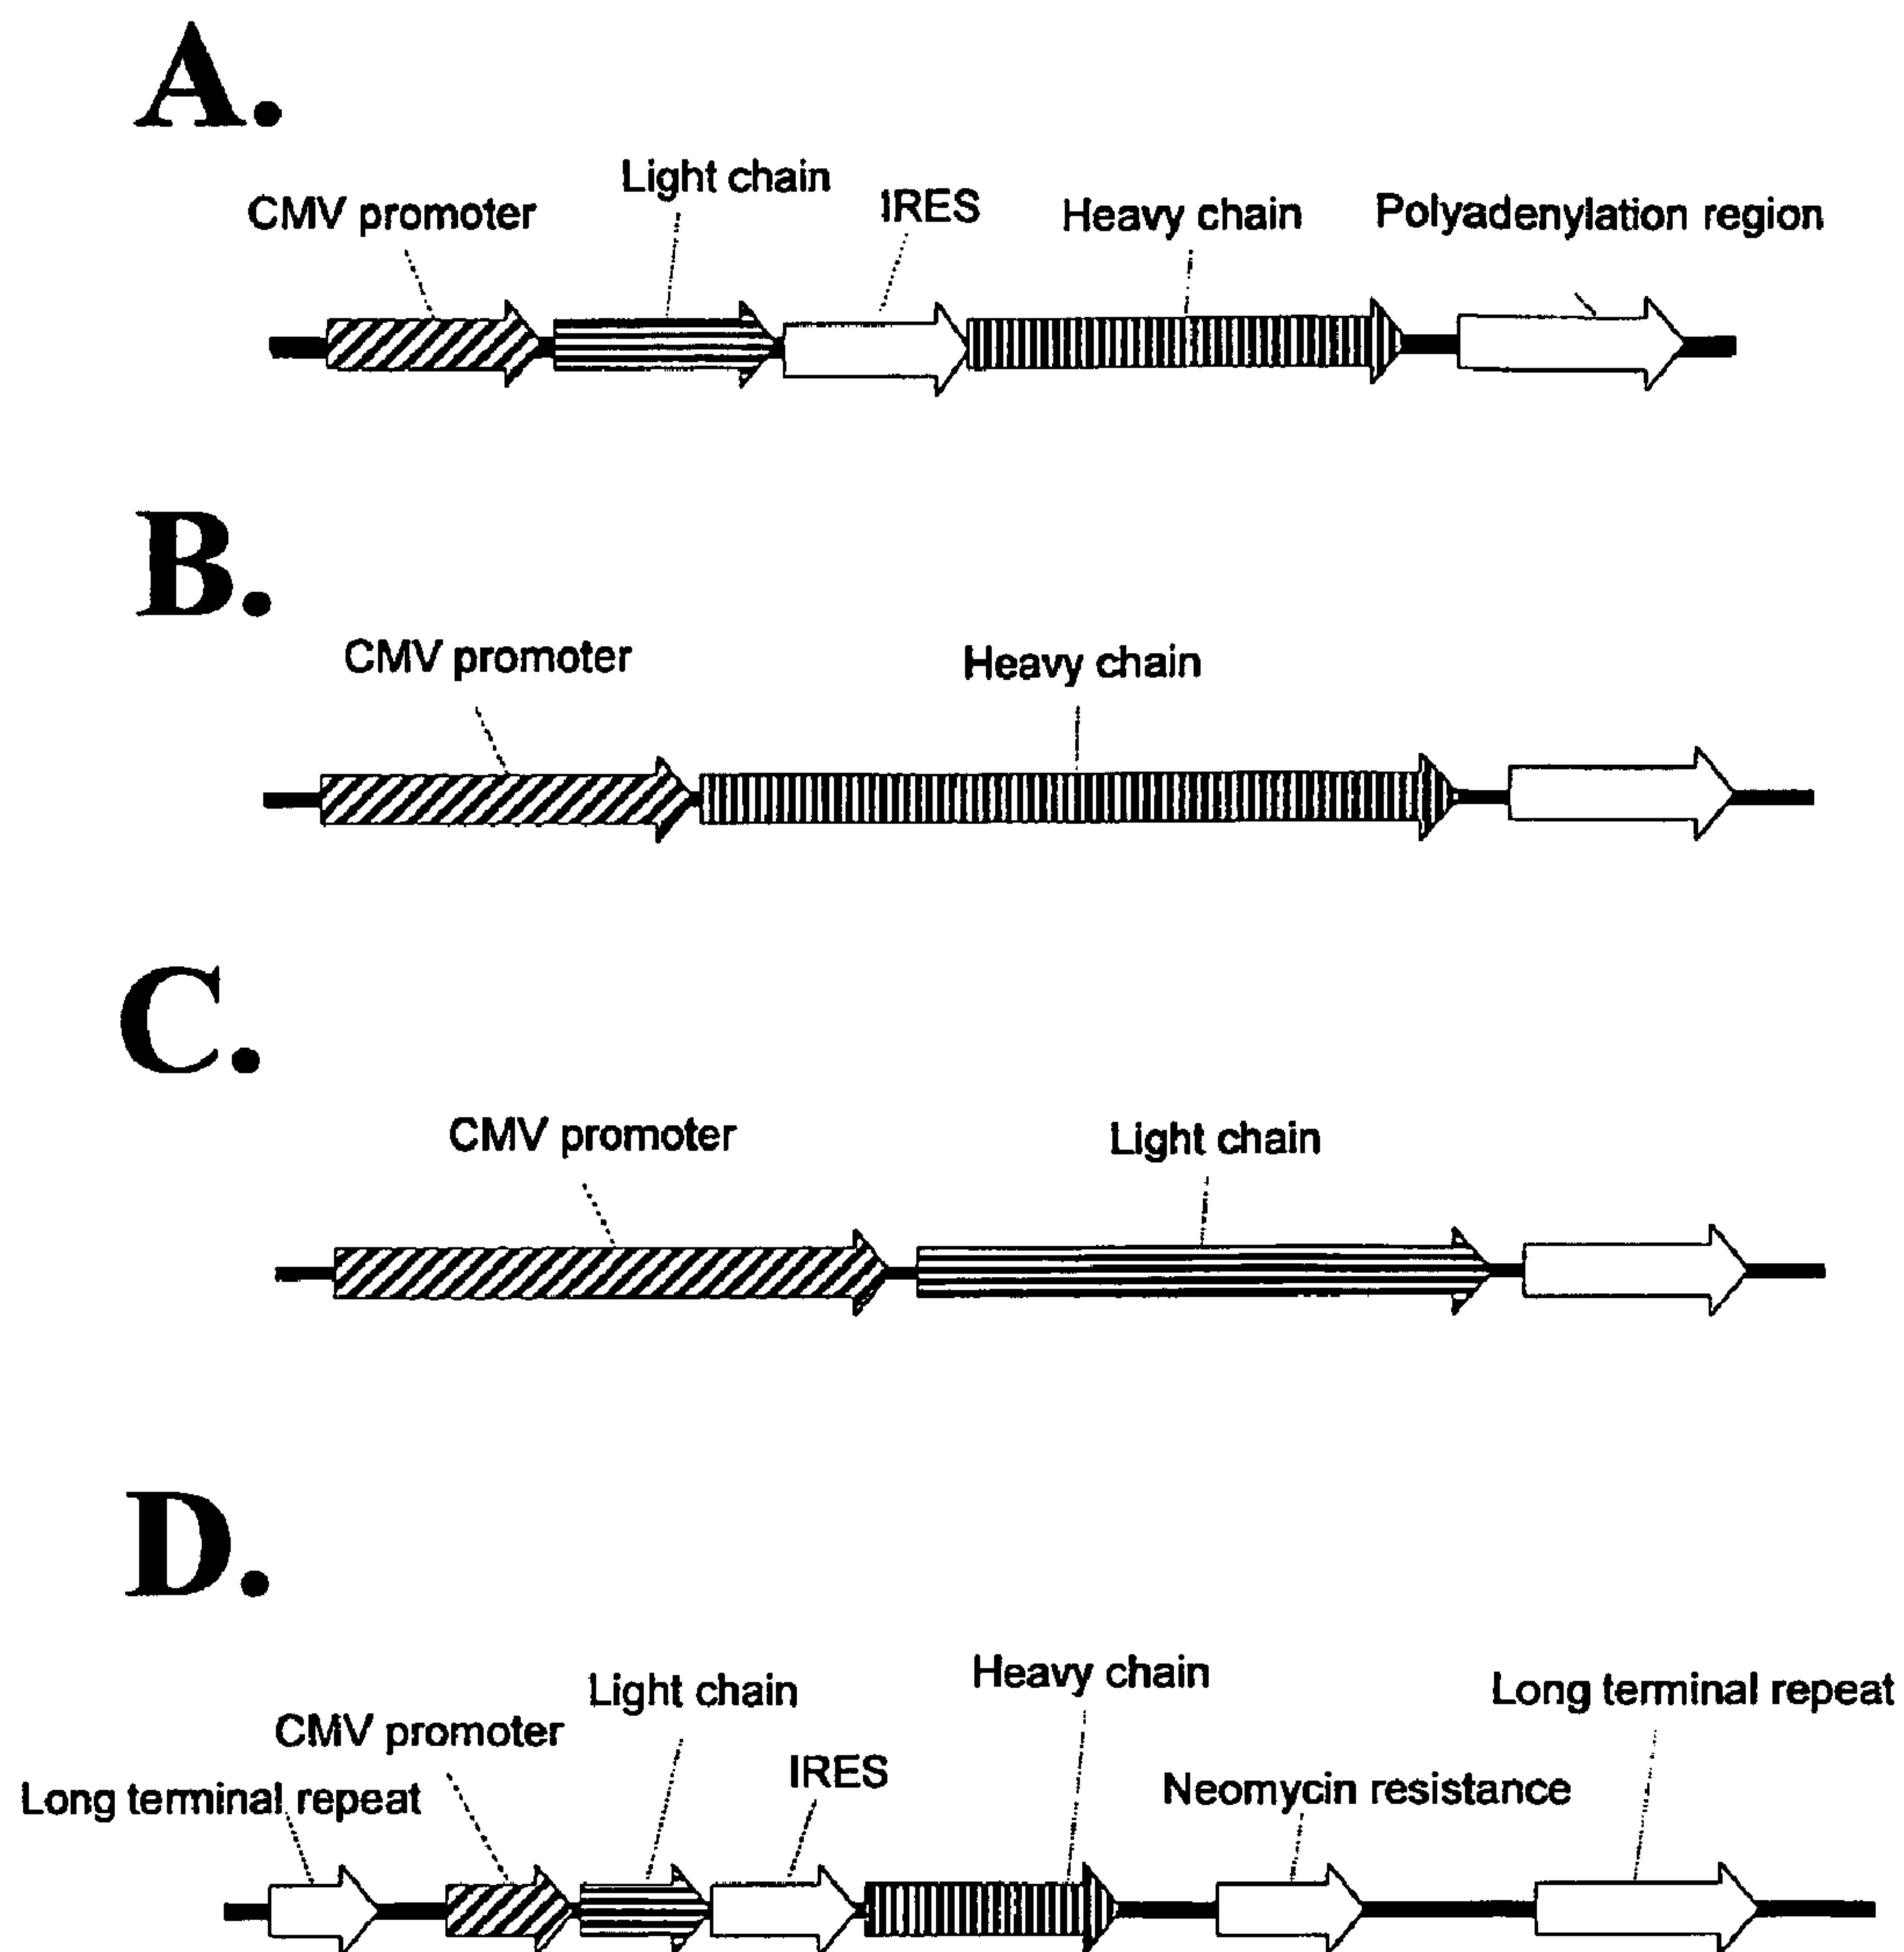 A.
Light chain
CMV promoter
IRES
Heavy chain
Polyadenylation region
B.
CMV promoter
Heavy chain
C.
CMV promoter
Light chain
D.
Heavy chain
Light chain
Long terminal repeat
CMV promoter
IRES
Neomycin resistance
Long terminal repeat